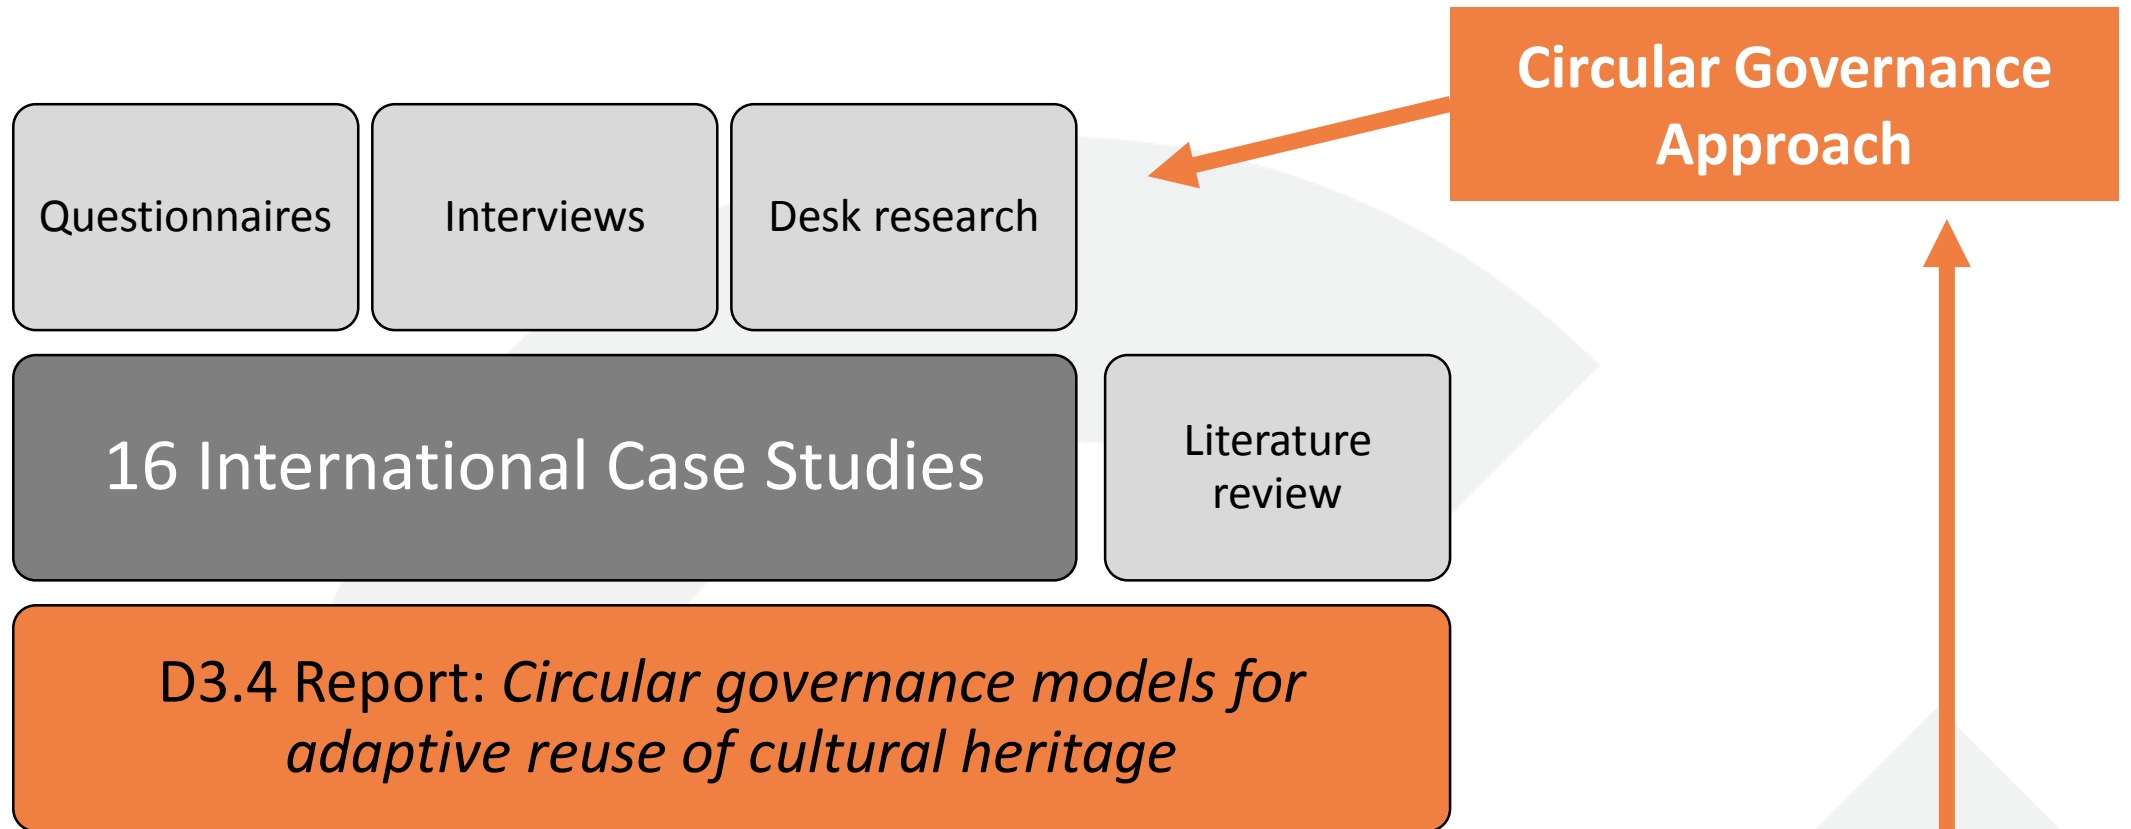 Circular Governance
Approach
Questionnaires
Interviews
Desk research
16 International Case Studies
Literature
review
D3.4 Report: Circular governance models for
adaptive reuse of cultural heritage